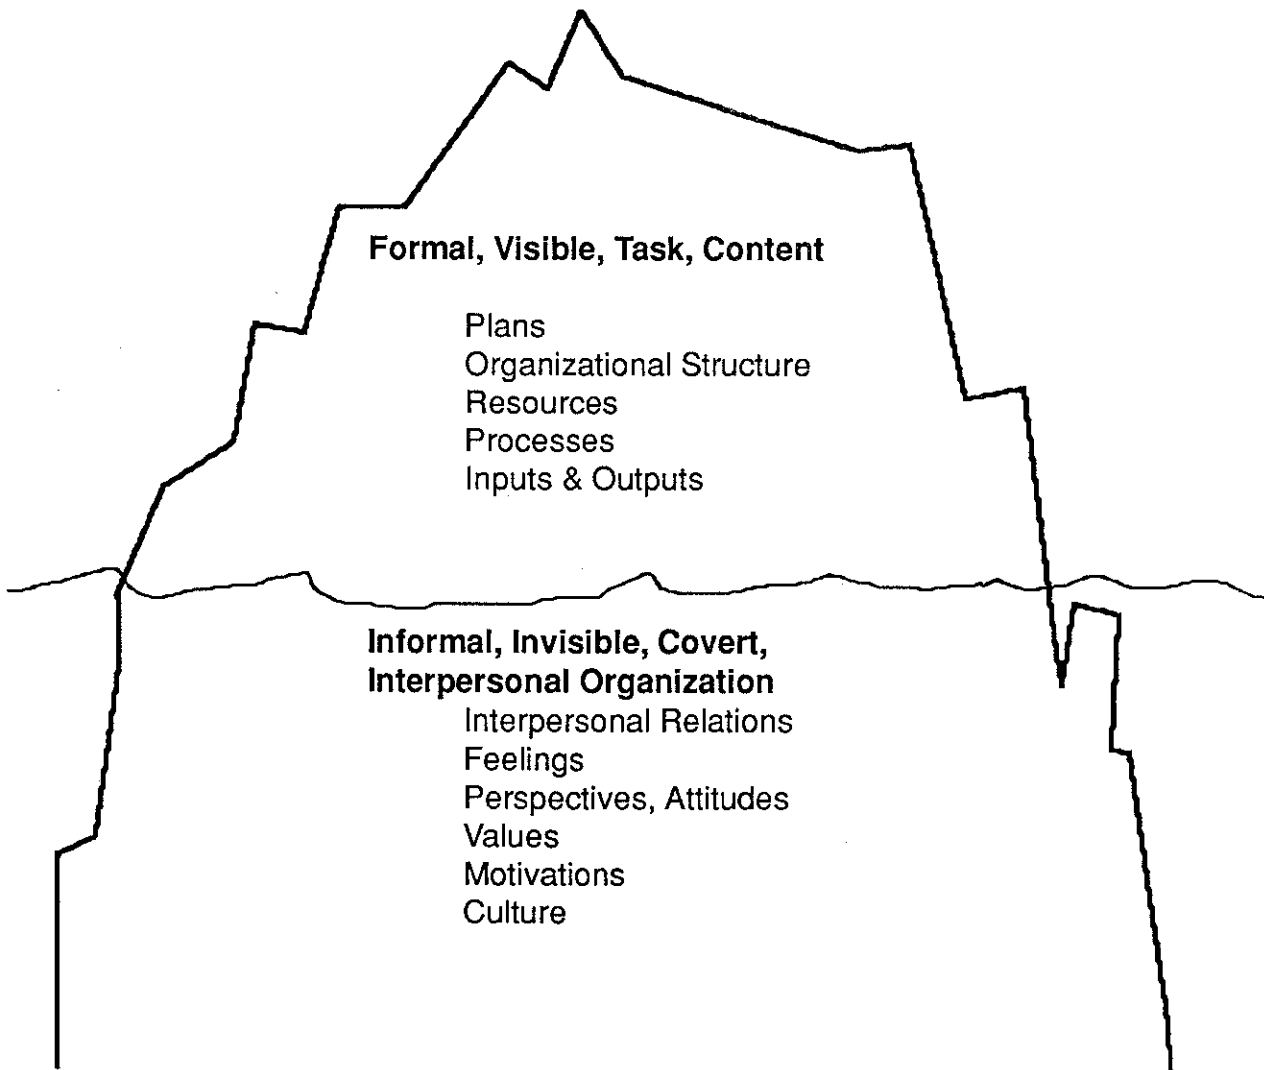 Formal, Visible, Task, Content
Plans
Organizational Structure
Resources
Processes
Inputs & Outputs
Informal, Invisible, Covert,
Interpersonal Organization
Interpersonal Relations
Feelings
Perspectives, Attitudes
Values
Motivations
Culture